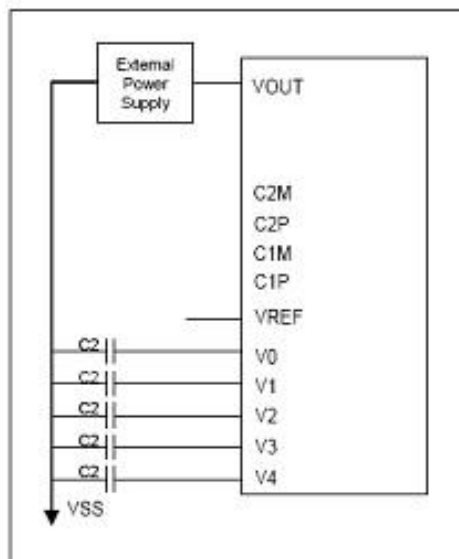 External
Power
Supply
VOUT
C2M
C2P
C1M
C1P
VREF
C2
V0
C2
V1
C2
V2
C2
V3
C2
V4
VSS